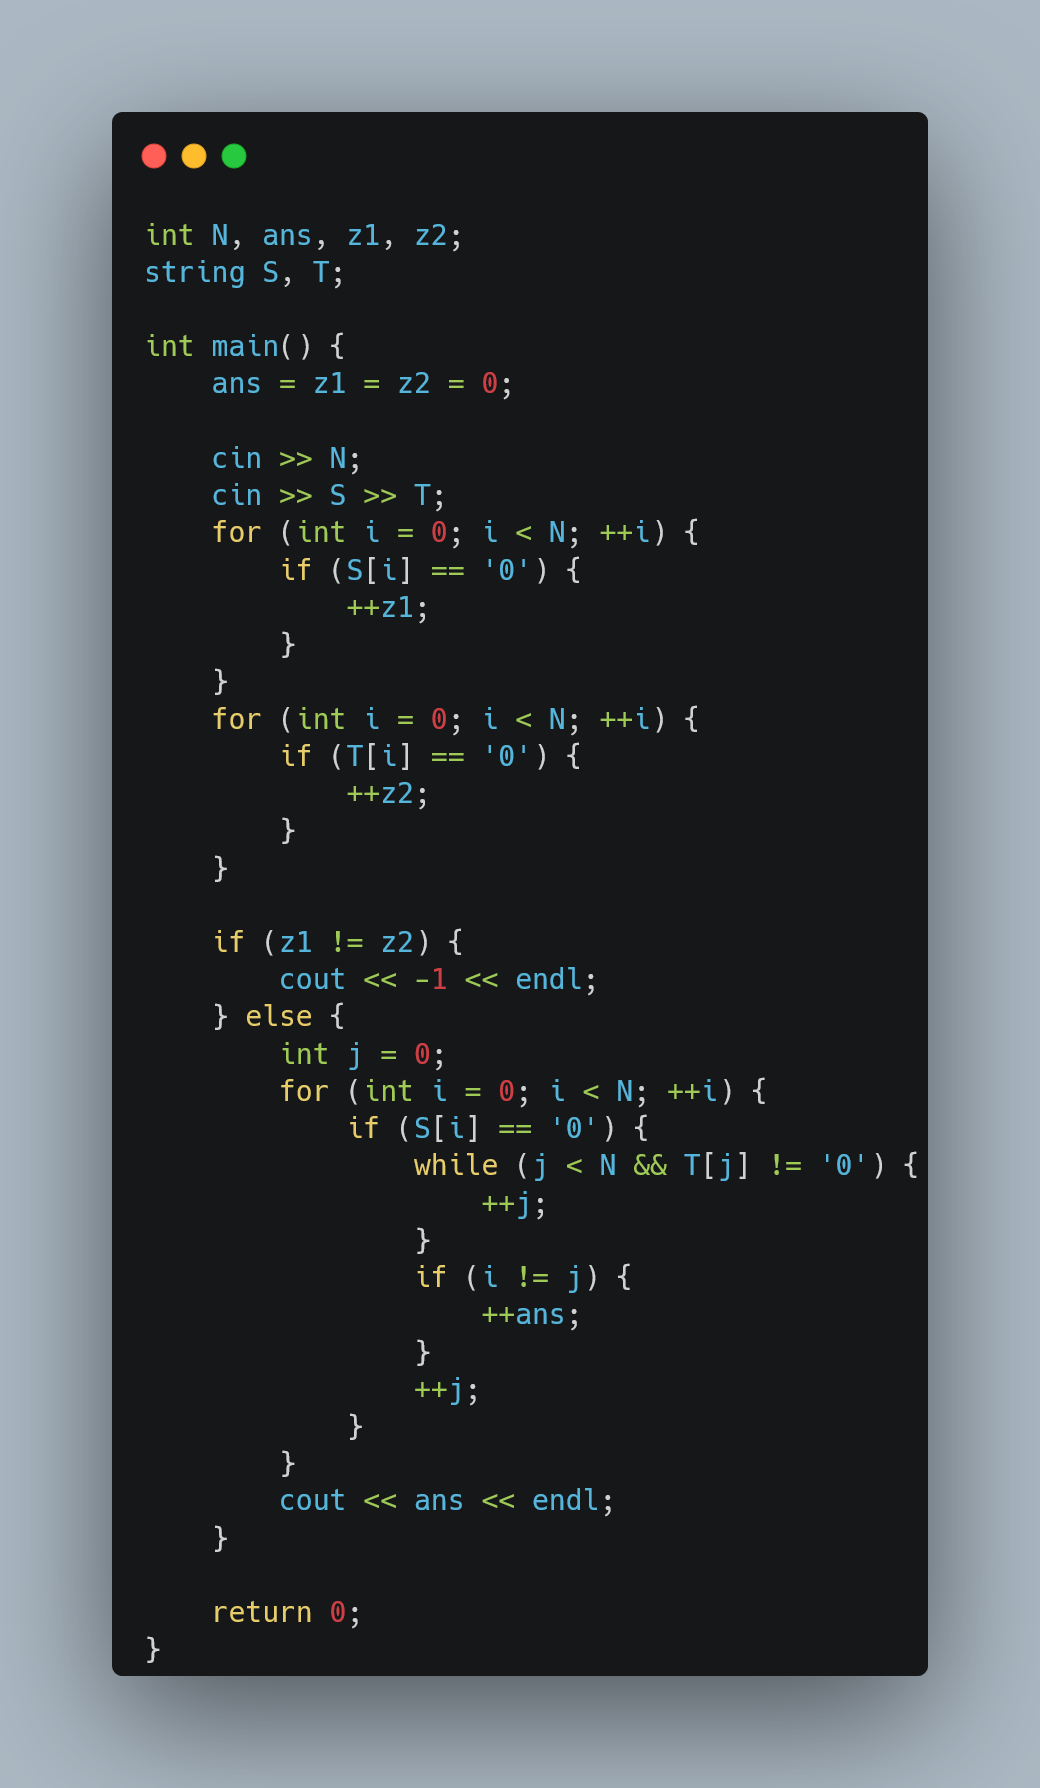 int N, ans, z1, z2;
string S, T;

int main() {
    ans = z1 = z2 = 0;

    cin >> N;
    cin >> S >> T;
    for (int i = 0; i < N; ++i) {
        if (S[i] == '0') {
            ++z1;
        }
    }
    for (int i = 0; i < N; ++i) {
        if (T[i] == '0') {
            ++z2;
        }
    }

    if (z1 != z2) {
        cout << -1 << endl;
    } else {
        int j = 0;
        for (int i = 0; i < N; ++i) {
            if (S[i] == '0') {
                while (j < N && T[j] != '0') {
                    ++j;
                }
                if (i != j) {
                    ++ans;
                }
                ++j;
            }
        }
        cout << ans << endl;
    }

    return 0;
}